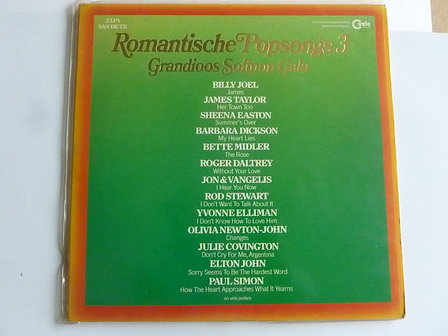 2 LP's
VAN DE TV.
Romantische Popsongs 3
Grandioos Softpop Gala
BILLY JOEL
James
JAMES TAYLOR
Her Town Too
SHEENA EASTON
Summer's Over
BARBARA DICKSON
My Heart Lies
BETTE MIDLER
The Rose
ROGER DALTREY
Without Your Love
JON & VANGELIS
I Hear You Now
ROD STEWART
I Don't Want To Talk About It
YVONNE ELLIMAN
I Don't Know How To Love Him
OLIVIA NEWTON-JOHN
Changes
JULIE COVINGTON
Don't Cry For Me, Argentina
ELTON JOHN
Sorry Seems To Be The Hardest Word
PAUL SIMON
How The Heart Approaches What It Yearns
en vele andere